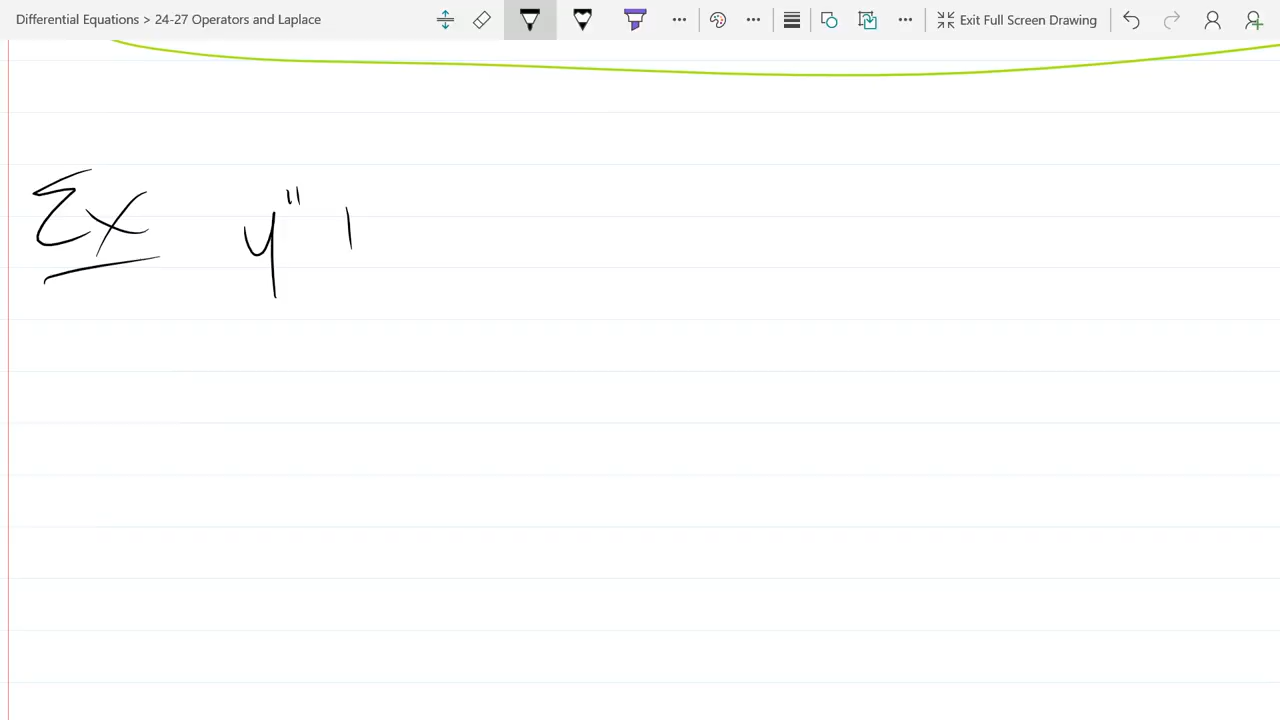 Differential Equations > 24-27 Operators and Laplace
Exit Full Screen Drawing
Ex y" |